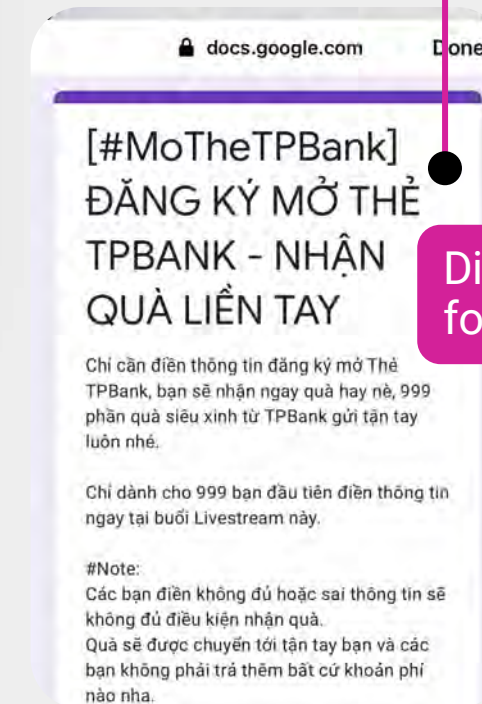 docs.google.com
Done
[#MoTheTPBank]
ĐĂNG KÝ MỞ THẺ
TPBANK - NHẬN
QUÀ LIỀN TAY
Chỉ cần điền thông tin đăng ký mở Thẻ
TPBank, bạn sẽ nhận ngay quà hay nè, 999
phần quà siêu xinh từ TPBank gửi tận tay
luôn nhé.
Chỉ dành cho 999 bạn đầu tiên điền thông tin
ngay tại buổi Livestream này.
#Note:
Các bạn điền không đủ hoặc sai thông tin sẽ
không đủ điều kiện nhận quà.
Quà sẽ được chuyển tới tận tay bạn và các
bạn không phải trả thêm bất cứ khoản phí
nào nha.